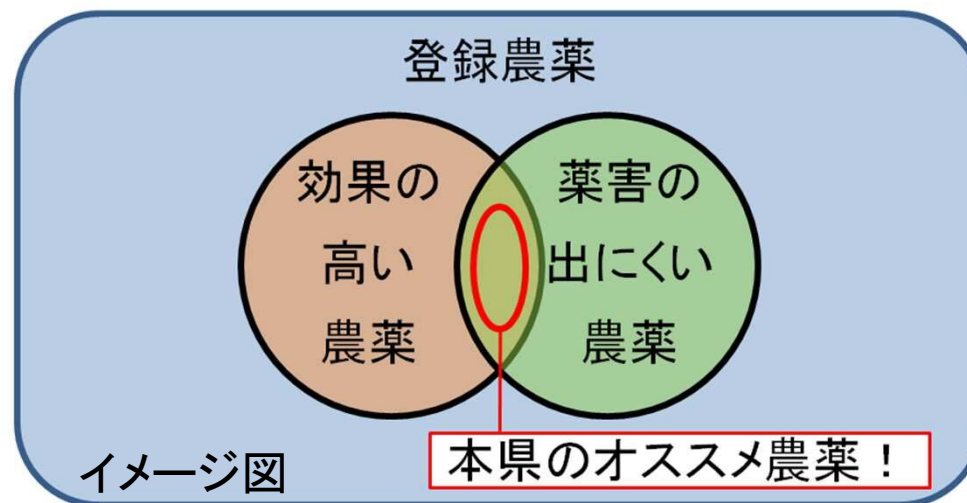 登録農薬
効果の
高い
農薬
薬害の
出にくい
農薬
本県のオススメ農薬！
イメージ図